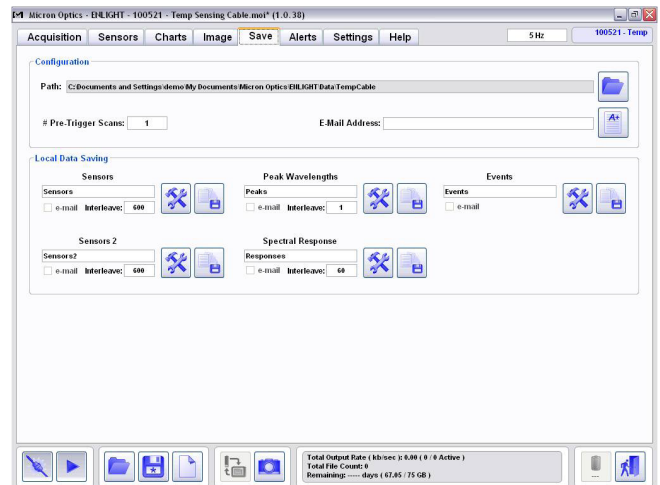 Micron Optics - ENLIGHT - 100521 - Temp Sensing Cable.moi* (1.0.38)
Acquisition Sensors Charts Image Save Alerts Settings Help 5 Hz 100521 - Temp
Configuration
Path: C:Documents and Settings\demo\My Documents\Micron Optics\ENLIGHT\Data\TempCable
# Pre-Trigger Scans: 1 E-Mail Address:
A+
Local Data Saving
Sensors Peak Wavelengths Events
Sensors Peaks Events
e-mail Interleave: 600 e-mail Interleave: 1 e-mail
Sensors 2 Spectral Response
Sensors2 Responses
e-mail Interleave: 600 e-mail Interleave: 60
Total Output Rate ( kb/sec ): 0.00 ( 0 / 0 Active )
Total File Count: 0
Remaining: ----- days ( 67.05 / 75 GB )
---